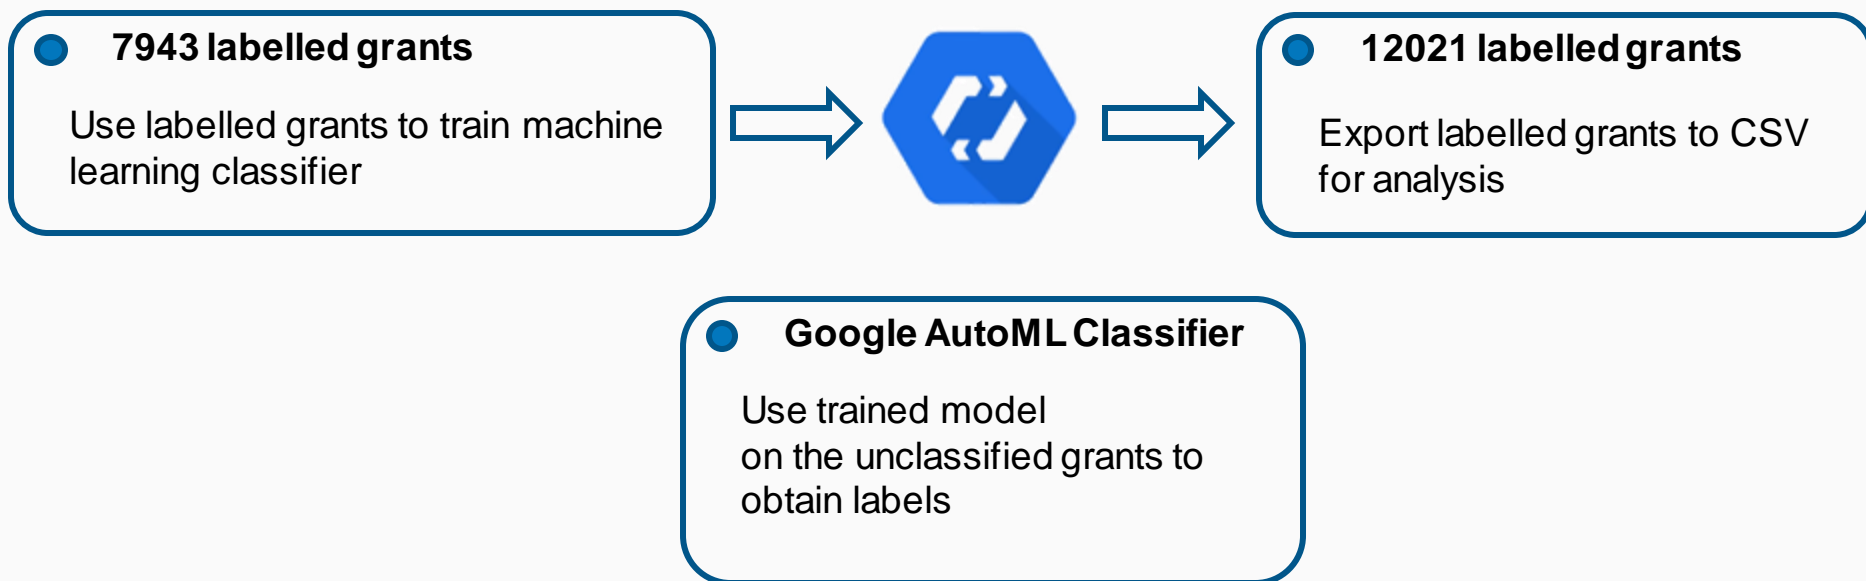 7943 labelled grants
Use labelled grants to train machine
learning classifier
12021 labelled grants
Export labelled grants to CSV
for analysis
Google AutoML Classifier
Use trained model
on the unclassified grants to
obtain labels